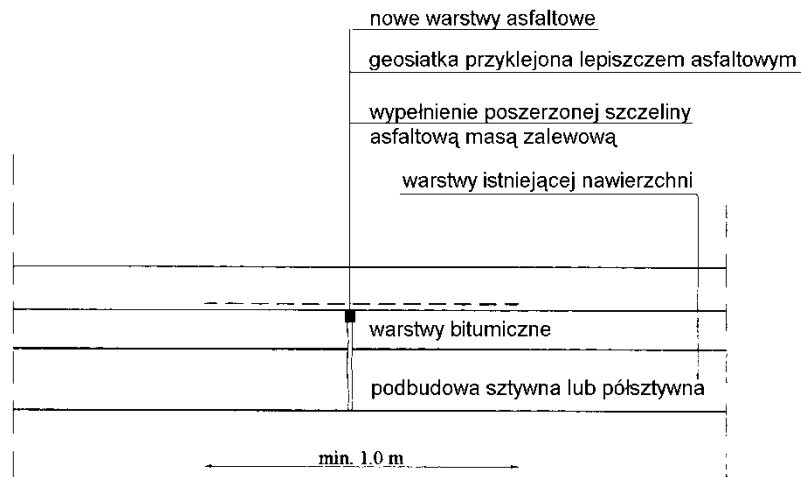 nowe warstwy asfaltowe
geosiatka przyklejona lepiszczem asfaltowym
wypełnienie poszerzonej szczeliny
asfaltową masą zalewową
warstwy istniejącej nawierzchni
warstwy bitumiczne
podbudowa sztywna lub półsztywna
min. 1.0 m